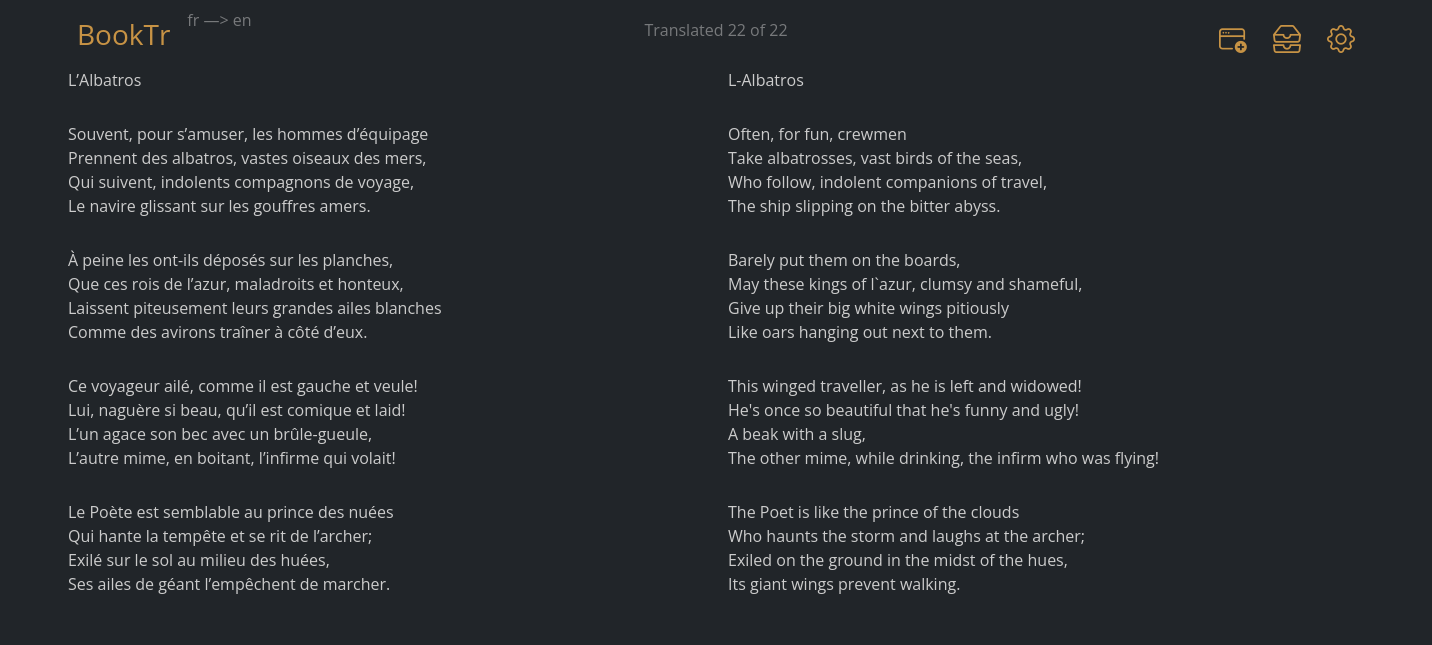 BookTr
fr —> en
Translated 22 of 22
L’Albatros
Souvent, pour s’amuser, les hommes d’équipage
Prennent des albatros, vastes oiseaux des mers,
Qui suivent, indolents compagnons de voyage,
Le navire glissant sur les gouffres amers.
À peine les ont-ils déposés sur les planches,
Que ces rois de l’azur, maladroits et honteux,
Laissent piteusement leurs grandes ailes blanches
Comme des avirons traîner à côté d’eux.
Ce voyageur ailé, comme il est gauche et veule!
Lui, naguère si beau, qu’il est comique et laid!
L’un agace son bec avec un brûle-gueule,
L’autre mime, en boitant, l’infirme qui volait!
Le Poète est semblable au prince des nuées
Qui hante la tempête et se rit de l’archer;
Exilé sur le sol au milieu des huées,
Ses ailes de géant l’empêchent de marcher.
L-Albatros
Often, for fun, crewmen
Take albatrosses, vast birds of the seas,
Who follow, indolent companions of travel,
The ship slipping on the bitter abyss.
Barely put them on the boards,
May these kings of l`azur, clumsy and shameful,
Give up their big white wings pitiously
Like oars hanging out next to them.
This winged traveller, as he is left and widowed!
He's once so beautiful that he's funny and ugly!
A beak with a slug,
The other mime, while drinking, the infirm who was flying!
The Poet is like the prince of the clouds
Who haunts the storm and laughs at the archer;
Exiled on the ground in the midst of the hues,
Its giant wings prevent walking.